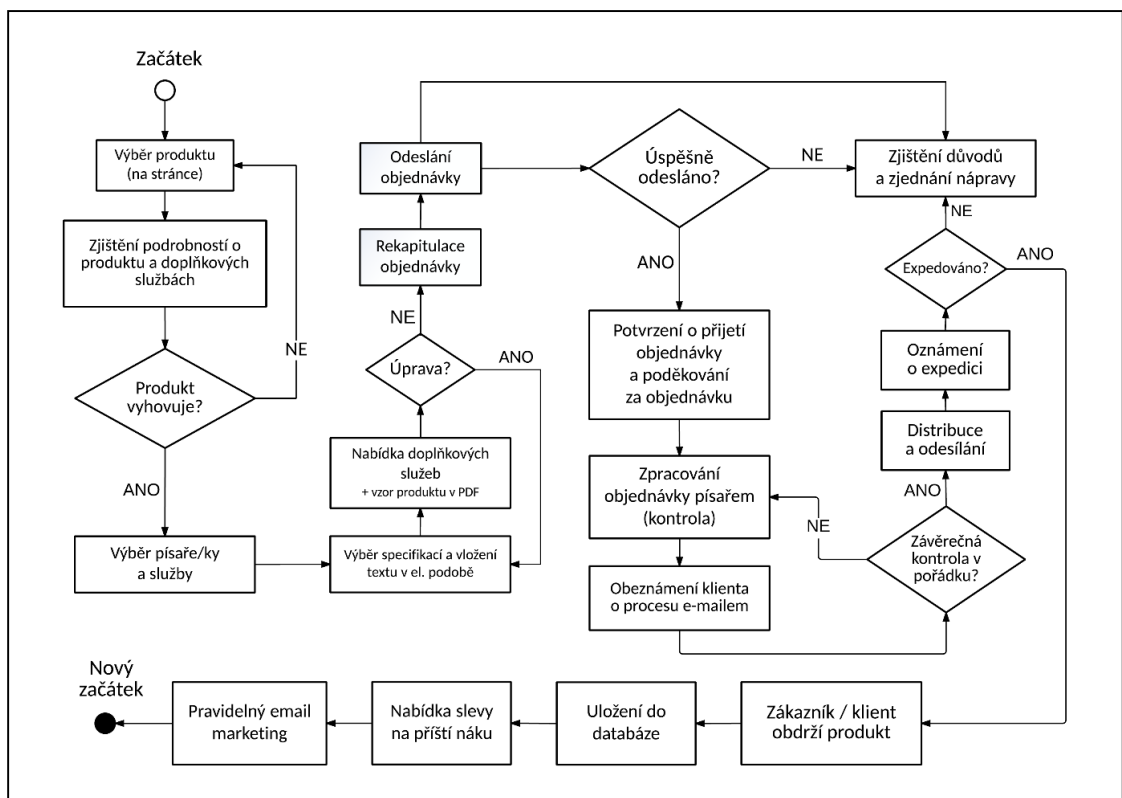 Začátek
Výběr produktu
(na stránce)
Zjištění podrobností o
produktu a doplňkových
službách
NE
Produkt
vyhovuje?
ANO
Výběr písaře/ky
a služby
Odeslání
objednávky
Rekapitulace
objednávky
NE
ANO
Úprava?
Nabídka doplňkových
služeb
+ vzor produktu v PDF
Výběr specifikací a vložení
textu v el. podobě
Úspěšně
odesláno?
NE
ANO
Potvrzení o přijetí
objednávky
a poděkování
za objednávku
Zpracování
objednávky písařem
(kontrola)
Obeznámení klienta
o procesu e-mailem
Zjištění důvodů
a zjednání nápravy
NE
ANO
Expedováno?
Oznámení
o expedici
Distribuce
a odesílání
ANO
NE
Závěrečná
kontrola v
pořádku?
Nový
začátek
Pravidelný email
marketing
Nabídka slevy
na příští náku
Uložení do
databáze
Zákazník / klient
obdrží produkt